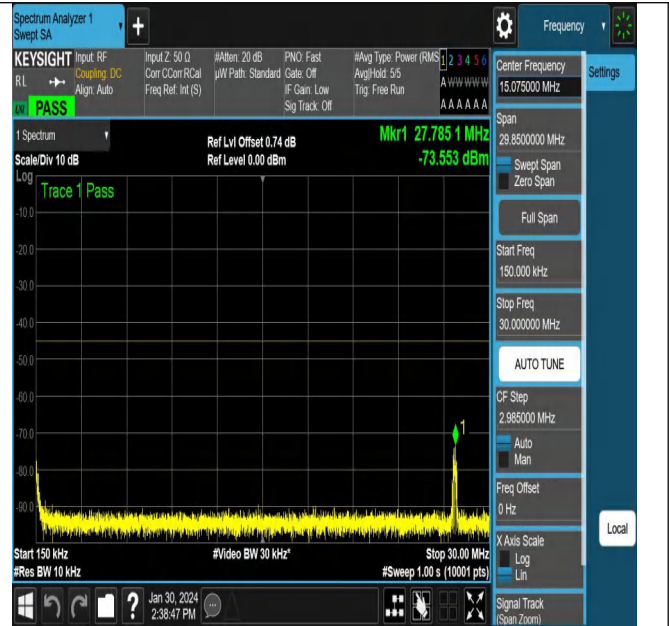 Spectrum Analyzer 1
Swept SA
+
Frequency
KEYSIGHT
RL
Coupling: DC
Align: Auto
Input: RF
Input Z: 50 Ω
Corr CCorr RCal
Freq Ref: Int (S)
#Atten: 20 dB
µW Path: Standard
PNO: Fast
Gate: Off
IF Gain: Low
Sig Track: Off
#Avg Type: Power (RMS
Avg|Hold: 5/5
Trig: Free Run
1 2 3 4 5 6
A W W W W W
A A A A A A
LXI PASS
1 Spectrum
Scale/Div 10 dB
Ref Lvl Offset 0.74 dB
Ref Level 0.00 dBm
Mkr1 27.785 1 MHz
-73.553 dBm
Log
Trace 1 Pass
-10.0
-20.0
-30.0
-40.0
-50.0
-60.0
-70.0
-80.0
-90.0
1
Start 150 kHz
#Res BW 10 kHz
#Video BW 30 kHz*
Stop 30.00 MHz
#Sweep 1.00 s (10001 pts)
?
Jan 30, 2024
2:38:47 PM
Center Frequency
15.075000 MHz
Settings
Span
29.8500000 MHz
Swept Span
Zero Span
Full Span
Start Freq
150.000 kHz
Stop Freq
30.000000 MHz
AUTO TUNE
CF Step
2.985000 MHz
Auto
Man
Freq Offset
0 Hz
Local
X Axis Scale
Log
Lin
Signal Track
(Span Zoom)